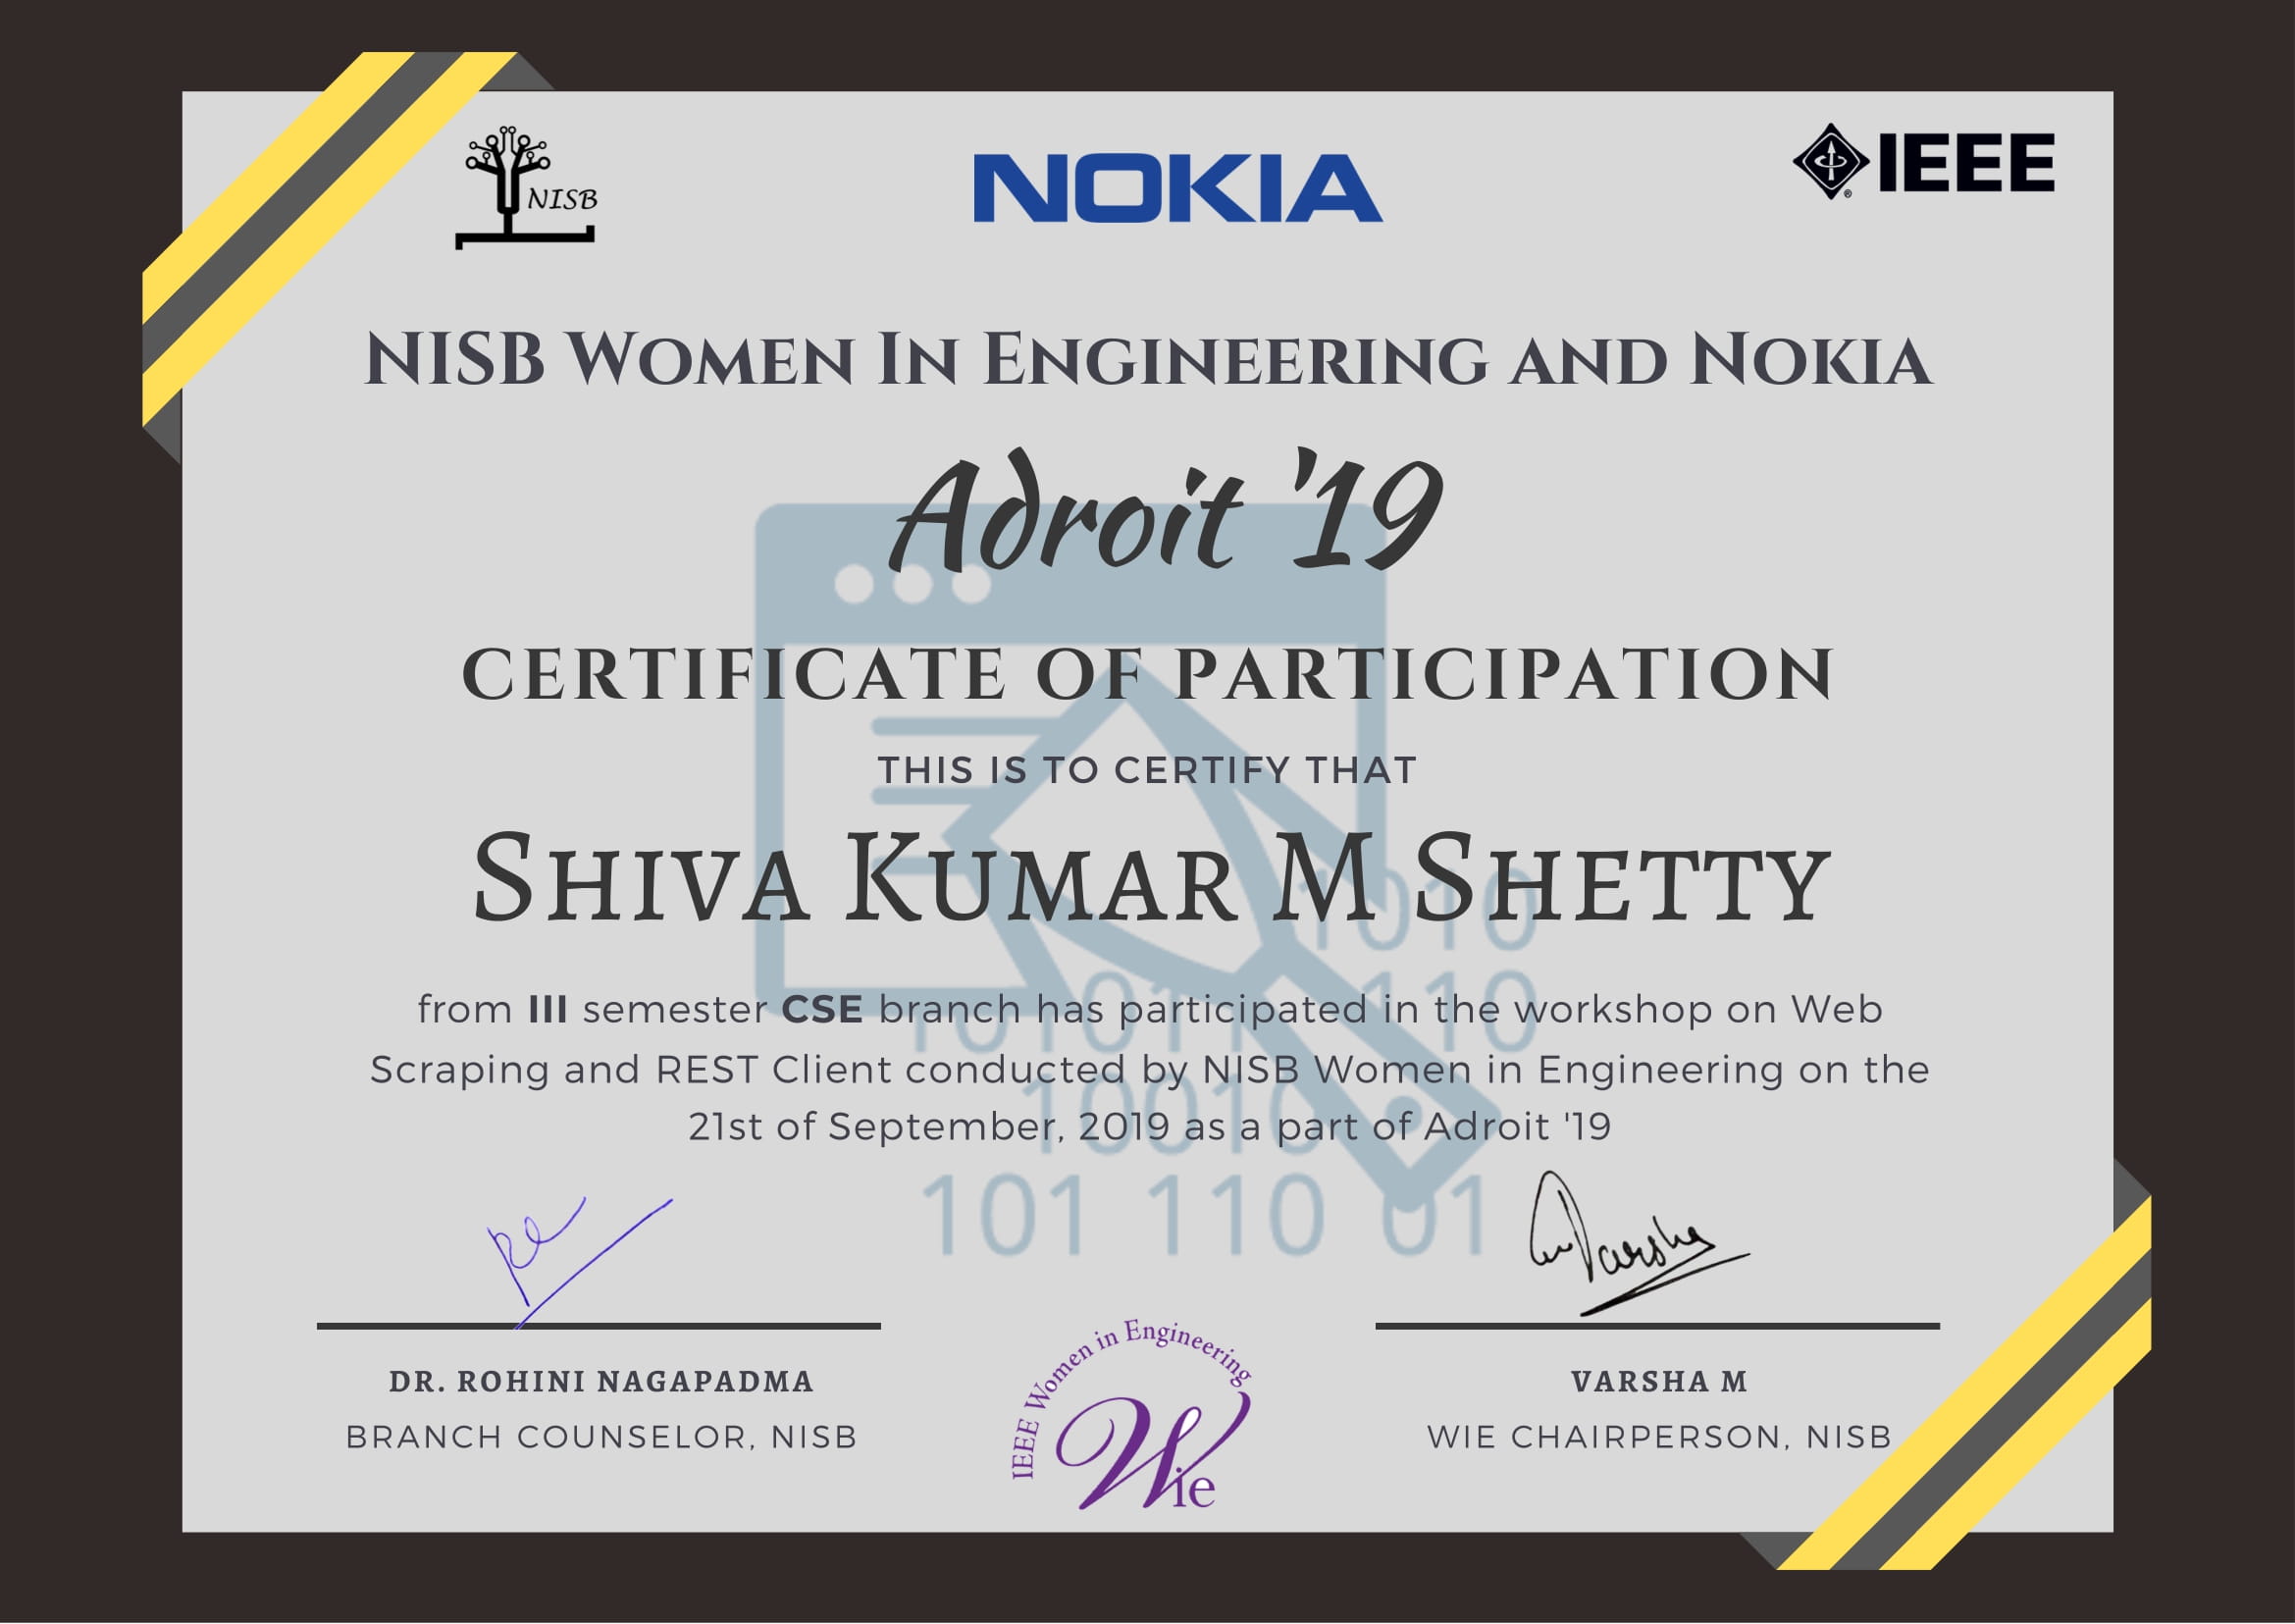 NISB
NOKIA
IEEE
NISB Women In Engineering and Nokia
Adroit '19
CERTIFICATE OF PARTICIPATION
THIS IS TO CERTIFY THAT
Shiva Kumar M Shetty
from III semester CSE branch has participated in the workshop on Web
Scraping and REST Client conducted by NISB Women in Engineering on the
21st of September, 2019 as a part of Adroit '19
1010
110
10010
101 110 01
Varsha
DR. ROHINI NAGAPADMA
BRANCH COUNSELOR, NISB
IEEE Women in Engineering
Wie
VARSHA M
WIE CHAIRPERSON, NISB